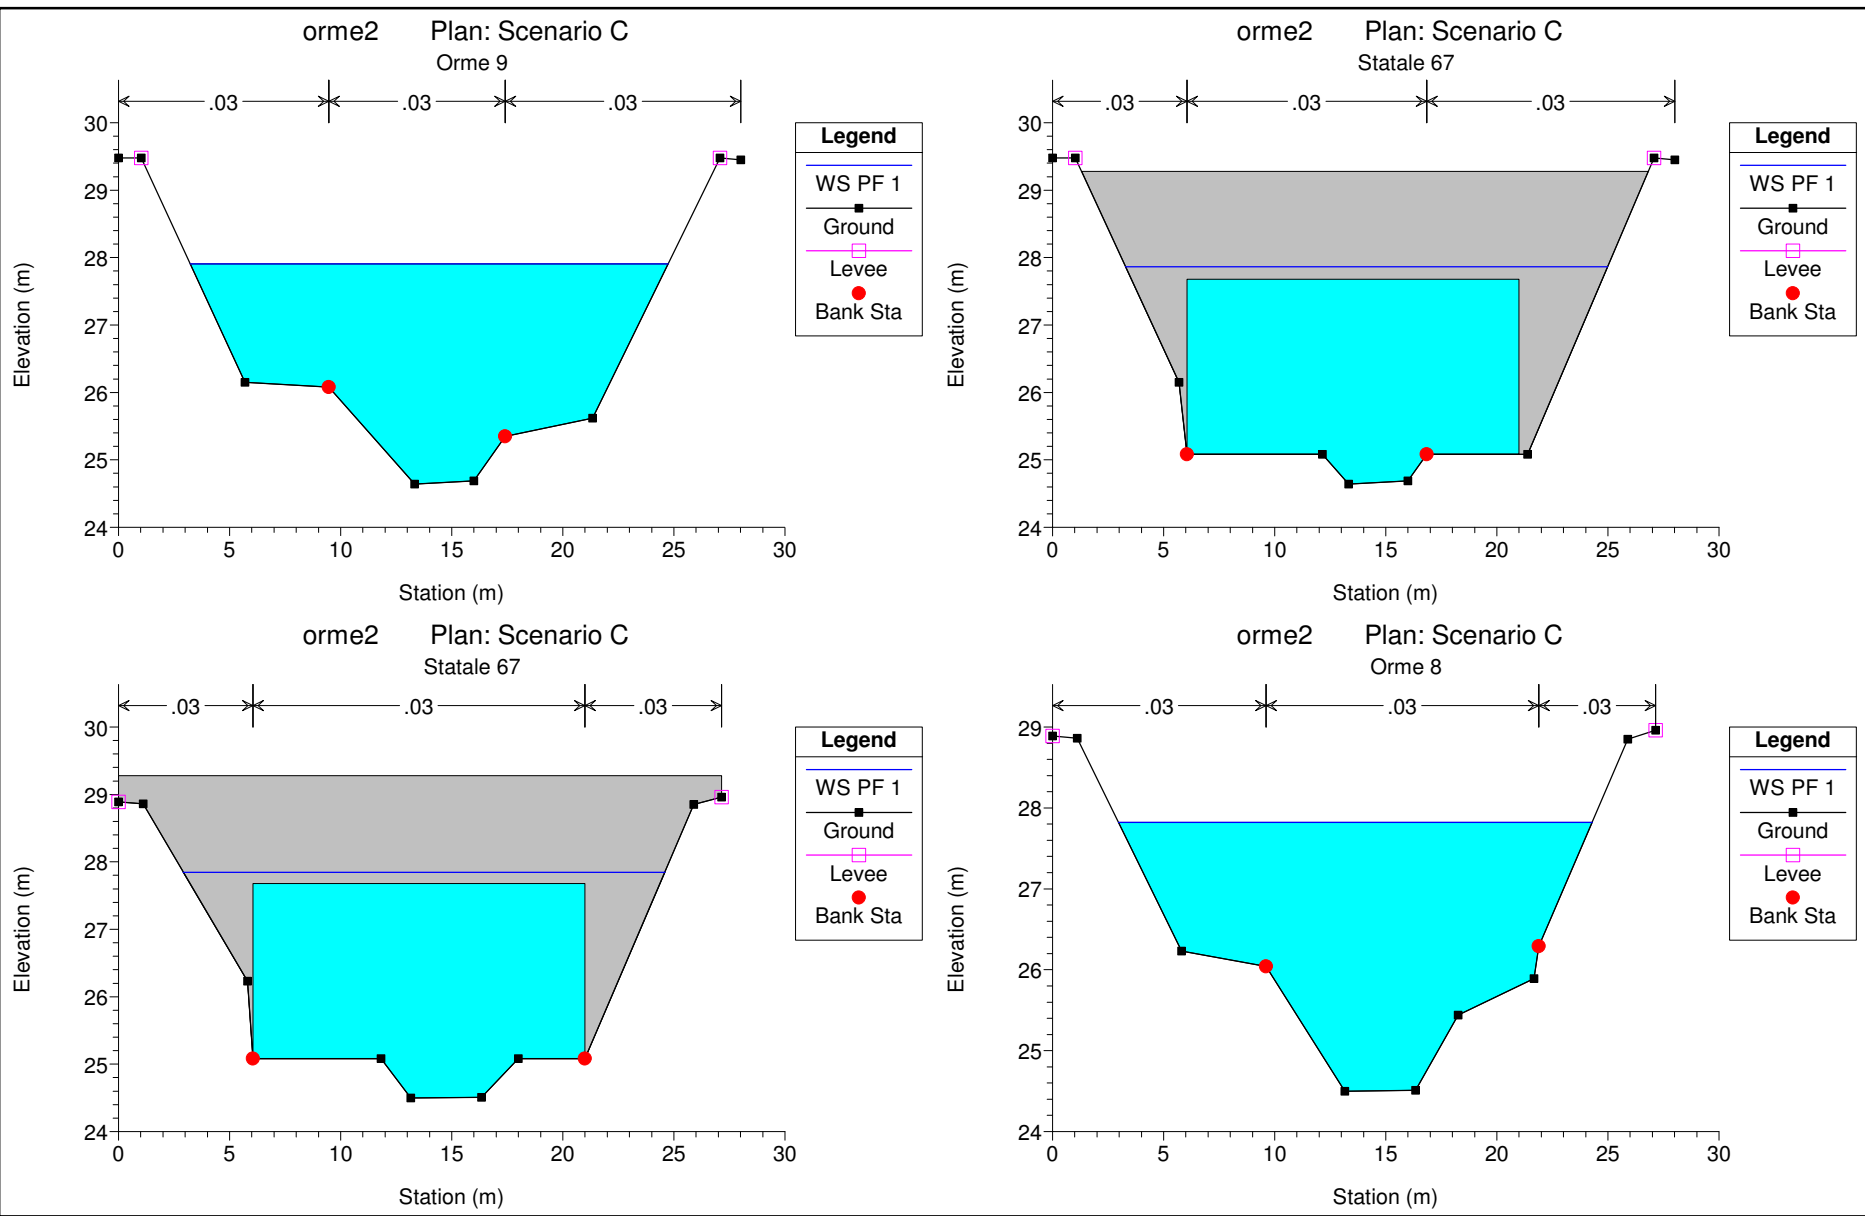 orme2 Plan: Scenario C
Orme 9
.03 .03 .03
30
29
28
27
26
25
24
0 5 10 15 20 25 30
Station (m)
Elevation (m)
Legend
WS PF 1
Ground
Levee
Bank Sta
orme2 Plan: Scenario C
Statale 67
.03 .03 .03
30
29
28
27
26
25
24
0 5 10 15 20 25 30
Station (m)
Elevation (m)
Legend
WS PF 1
Ground
Levee
Bank Sta
orme2 Plan: Scenario C
Statale 67
.03 .03 .03
30
29
28
27
26
25
24
0 5 10 15 20 25 30
Station (m)
Elevation (m)
Legend
WS PF 1
Ground
Levee
Bank Sta
orme2 Plan: Scenario C
Orme 8
.03 .03 .03
29
28
27
26
25
24
0 5 10 15 20 25 30
Station (m)
Elevation (m)
Legend
WS PF 1
Ground
Levee
Bank Sta